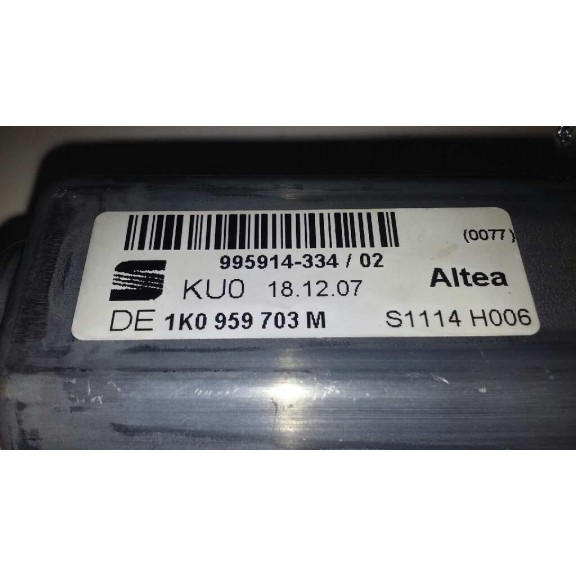 (0077)
995914-334 / 02
KU0 18.12.07 Altea
DE 1K0 959 703 M S1114 H006